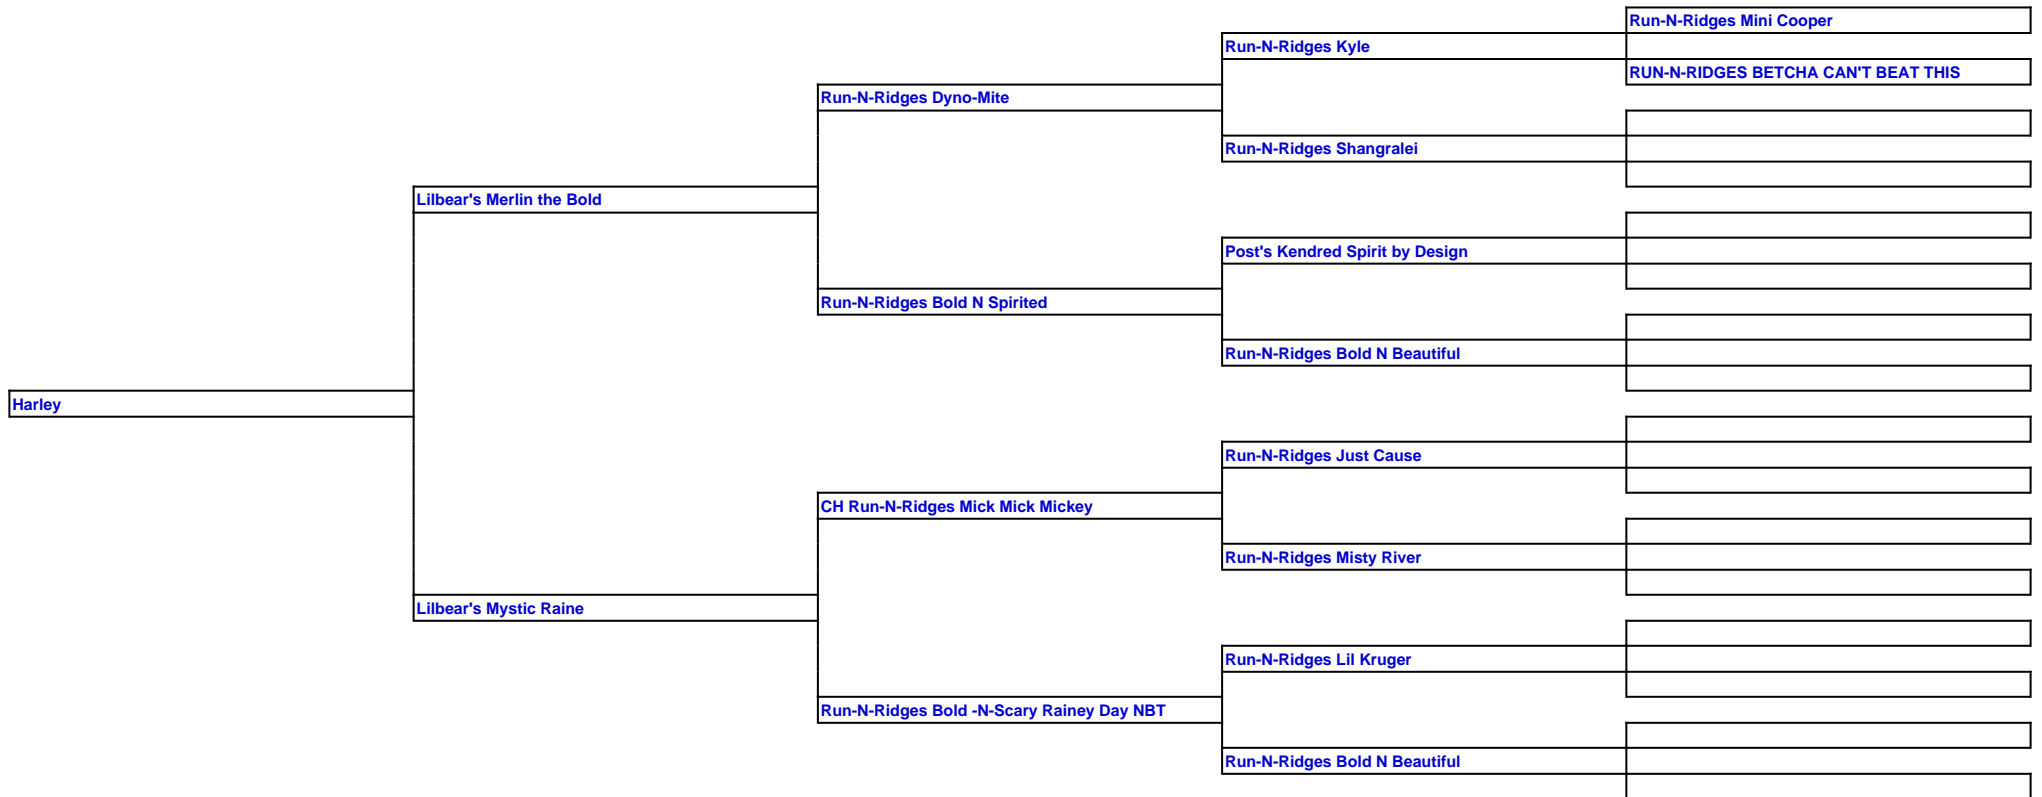 Run-N-Ridges Mini Cooper
Run-N-Ridges Kyle
RUN-N-RIDGES BETCHA CAN'T BEAT THIS
Run-N-Ridges Dyno-Mite
Run-N-Ridges Shangralei
Lilbear's Merlin the Bold
Post's Kendred Spirit by Design
Run-N-Ridges Bold N Spirited
Run-N-Ridges Bold N Beautiful
Harley
Run-N-Ridges Just Cause
CH Run-N-Ridges Mick Mick Mickey
Run-N-Ridges Misty River
Lilbear's Mystic Raine
Run-N-Ridges Lil Kruger
Run-N-Ridges Bold -N-Scary Rainey Day NBT
Run-N-Ridges Bold N Beautiful